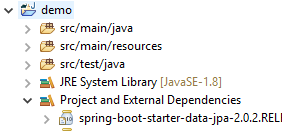 demo
src/main/java
src/main/resources
src/test/java
JRE System Library [JavaSE-1.8]
Project and External Dependencies
spring-boot-starter-data-jpa-2.0.2.REL